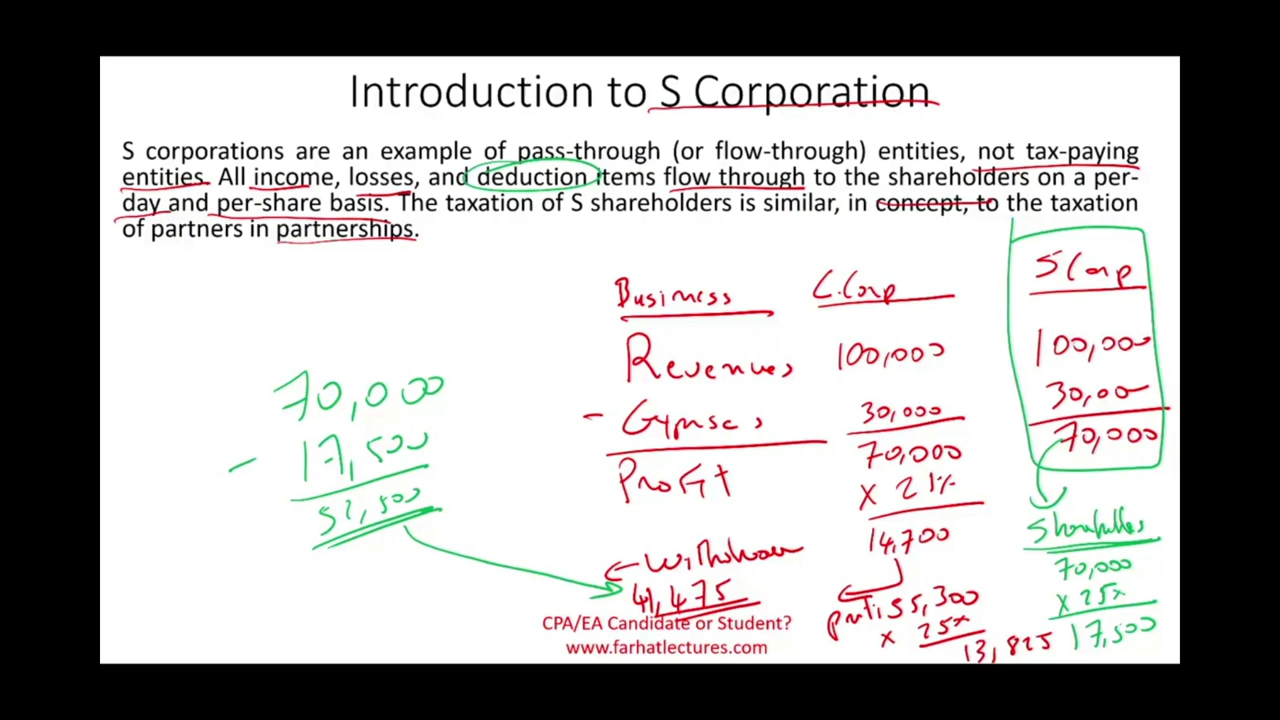 Introduction to S Corporation
S corporations are an example of pass-through (or flow-through) entities, not tax-paying
entities. All income, losses, and deduction items flow through to the shareholders on a per-
day and per-share basis. The taxation of S shareholders is similar, in concept, to the taxation
of partners in partnerships.
Business C.Corp S Corp
Revenues 100,000 100,000
- 30,000 30,000
Profit 70,000 70,000
x 21%
14,700
70,000
- 17,500
52,500
Withdraw
41,475
55,300
x 25%
13,825
70,000
x 25%
17,500
CPA/EA Candidate or Student?
www.farhatlectures.com